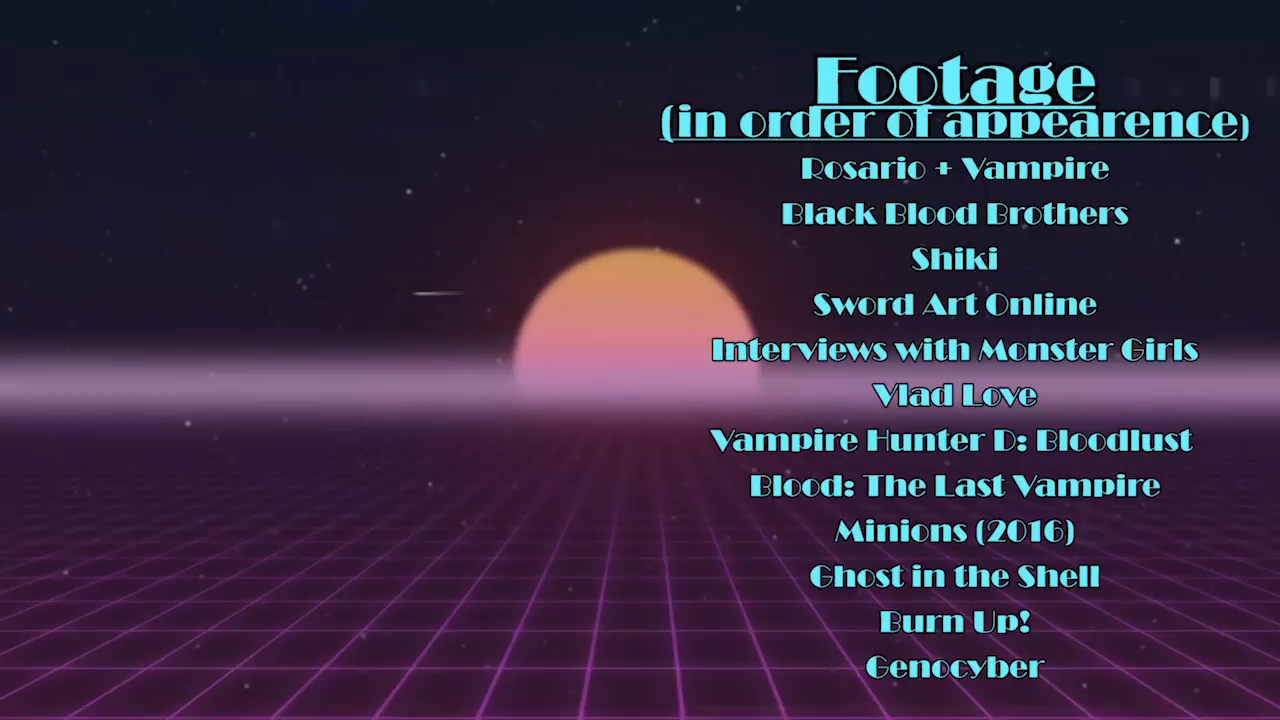 Footage
(in order of appearence)
Rosario + Vampire
Black Blood Brothers
Shiki
Sword Art Online
Interviews with Monster Girls
Vlad Love
Vampire Hunter D: Bloodlust
Blood: The Last Vampire
Minions (2016)
Ghost in the Shell
Burn Up!
Genocyber